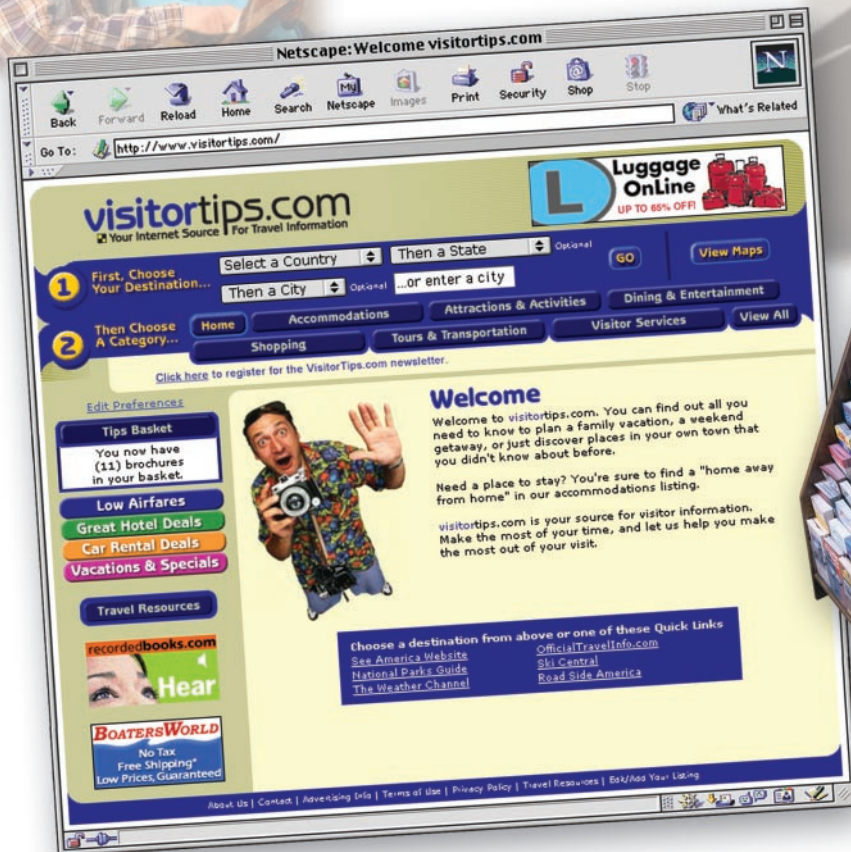 Netscape: Welcome visitortips.com
Back Forward Reload Home Search Netscape Images Print Security Shop Stop
My
N
Go To: http://www.visitortips.com/ What's Related
visitortips.com
Your Internet Source For Travel Information
L
Luggage
OnLine
UP TO 65% OFF!
1
First, Choose
Your Destination...
Select a Country Then a State Optional
Then a City Optional ...or enter a city
GO View Maps
2
Then Choose
A Category...
Home Accommodations Attractions & Activities Dining & Entertainment
Shopping Tours & Transportation Visitor Services View All
Click here to register for the VisitorTips.com newsletter.
Edit Preferences
Tips Basket
You now have
(11) brochures
in your basket.
Low Airfares
Great Hotel Deals
Car Rental Deals
Vacations & Specials
Travel Resources
recordedbooks.com
Hear
BOATERSWORLD
No Tax
Free Shipping*
Low Prices, Guaranteed
Welcome
Welcome to visitortips.com. You can find out all you
need to know to plan a family vacation, a weekend
getaway, or just discover places in your own town that
you didn't know about before.
Need a place to stay? You're sure to find a "home away
from home" in our accommodations listing.
visitortips.com is your source for visitor information.
Make the most of your time, and let us help you make
the most out of your visit.
Choose a destination from above or one of these Quick Links
See America Website OfficialTravelInfo.com
National Parks Guide Ski Central
The Weather Channel Road Side America
About Us | Contact | Advertising Info | Terms of Use | Privacy Policy | Travel Resources | Edit/Add Your Listing